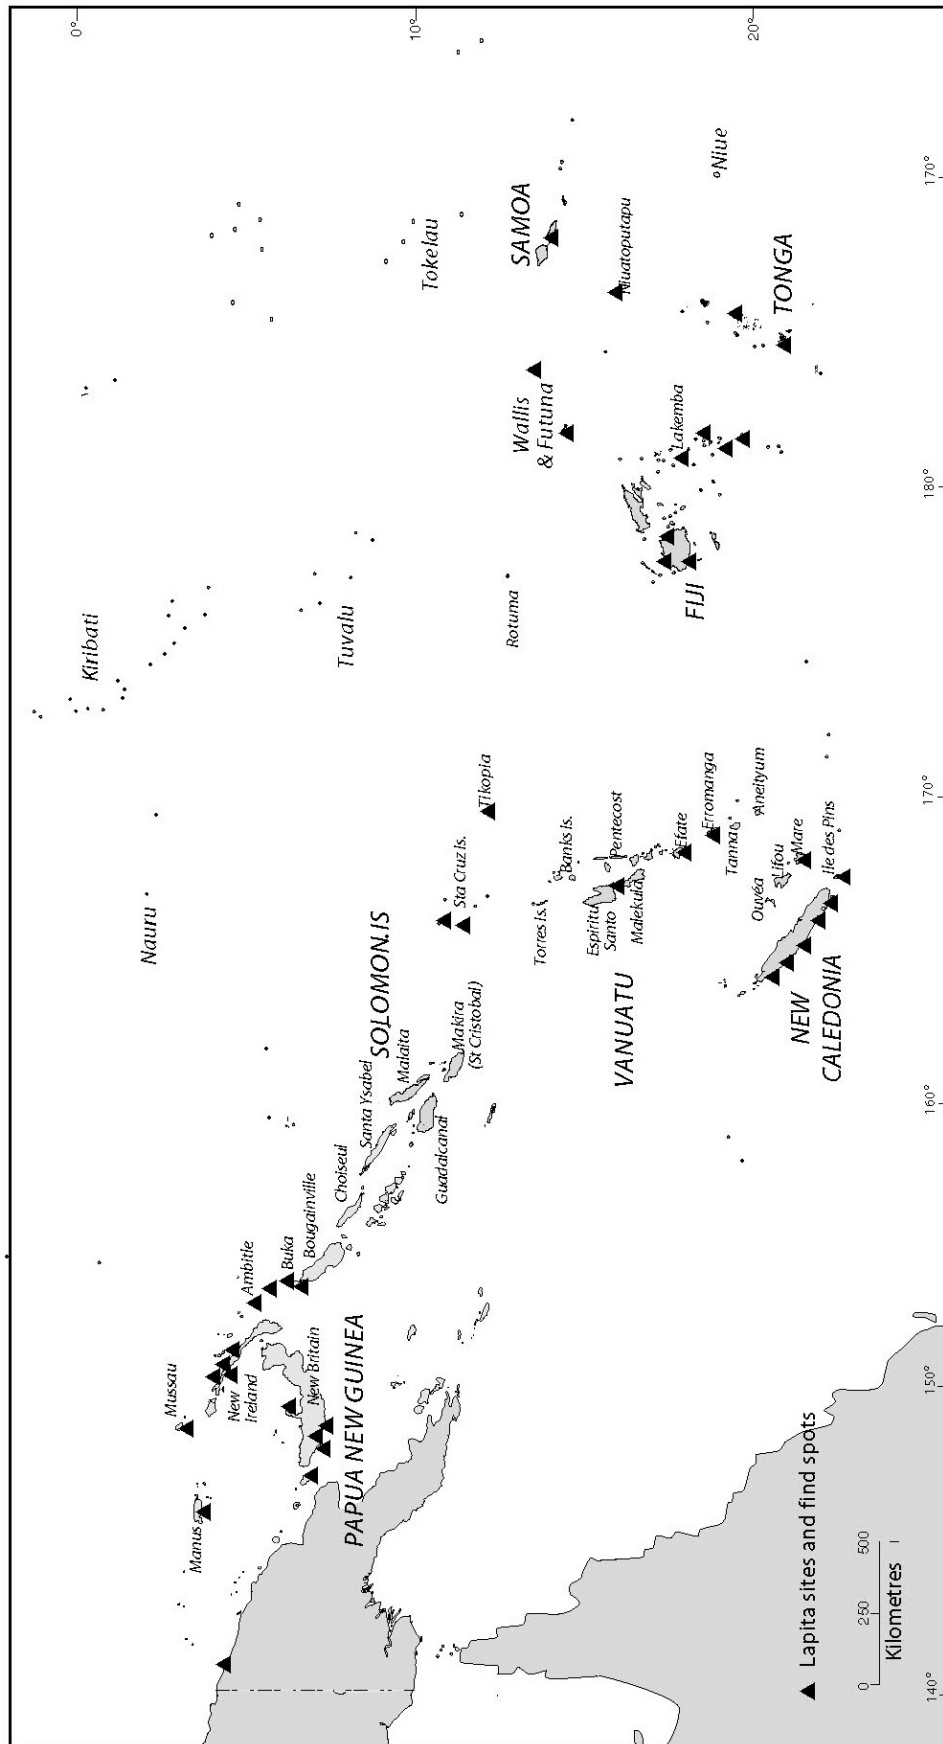 0°
10°
20°
Mussau
Manus
New
Ireland
New Britain
PAPUA NEW GUINEA
Ambitle
Buka
Bougainville
Choiseul
Santa Ysabel
Malaita
Guadalcanal
Makira
(St Cristobal)
SOLOMON.IS
Nauru
Kiribati
Tuvalu
Tokelau
Sta Cruz Is.
Tikopia
Rotuma
Torres Is.
Banks Is.
Espiritu
Santo
Pentecost
Malekula
VANUATU
Efate
Erromanga
Tanna
Aneityum
Ouvéa
Lifou
Mare
Ile des Pins
NEW
CALEDONIA
FIJI
Lakemba
Wallis
& Futuna
SAMOA
Niuatoputapu
TONGA
Niue
Lapita sites and find spots
0 250 500
Kilometres
140°
150°
160°
170°
180°
170°